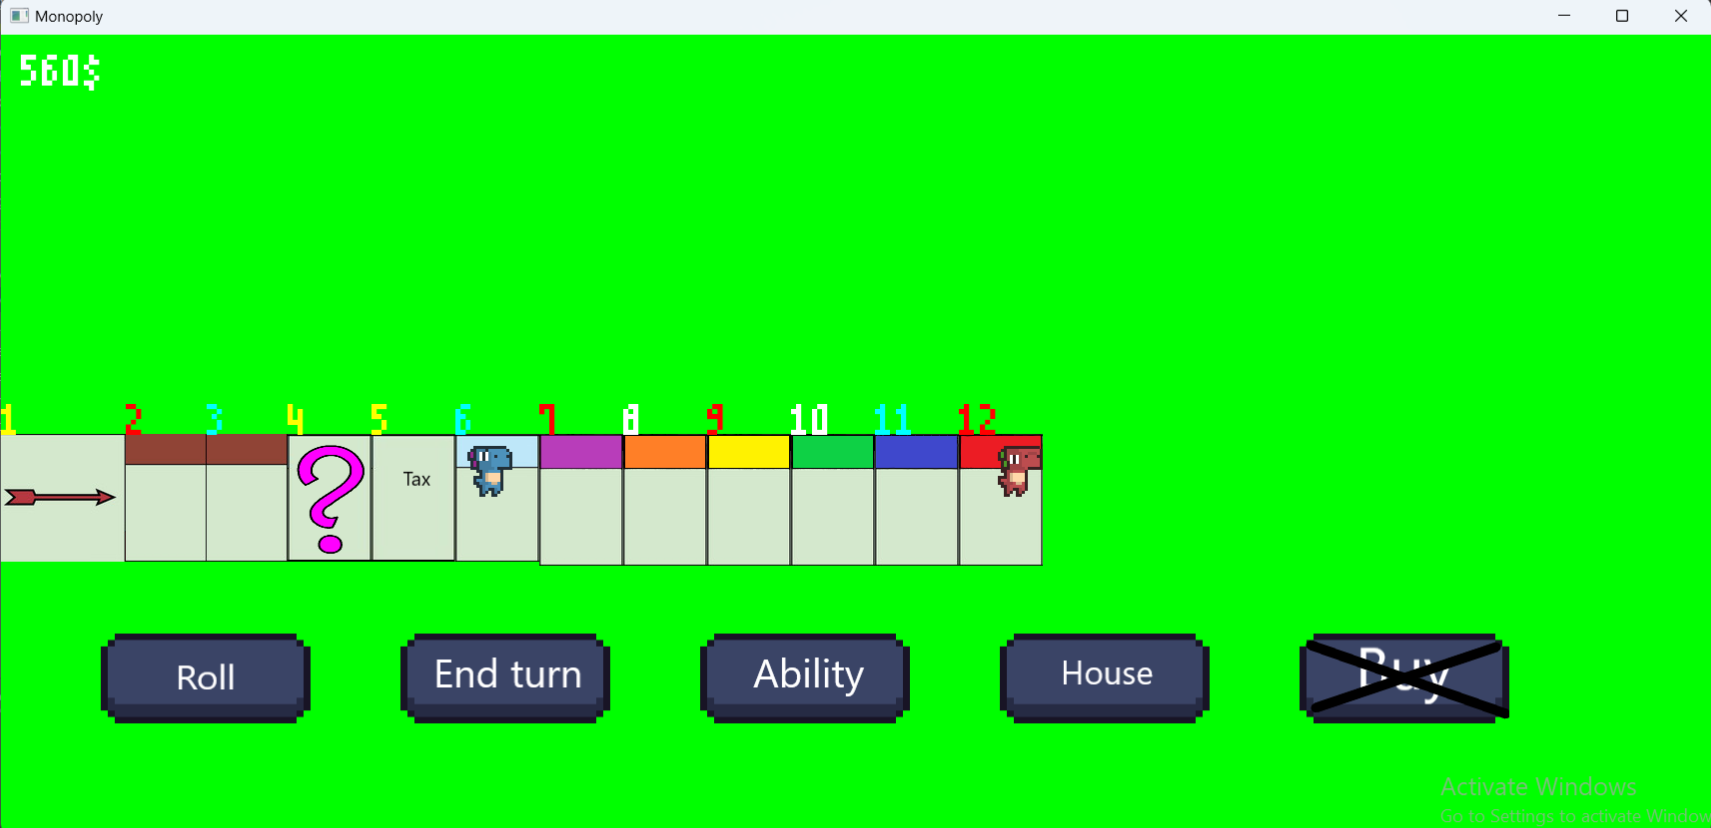 Monopoly
560$
1 2 3 4 5 6 7 8 9 10 11 12
?
Tax
Roll End turn Ability House Buy
Activate Windows
Go to Settings to activate Window